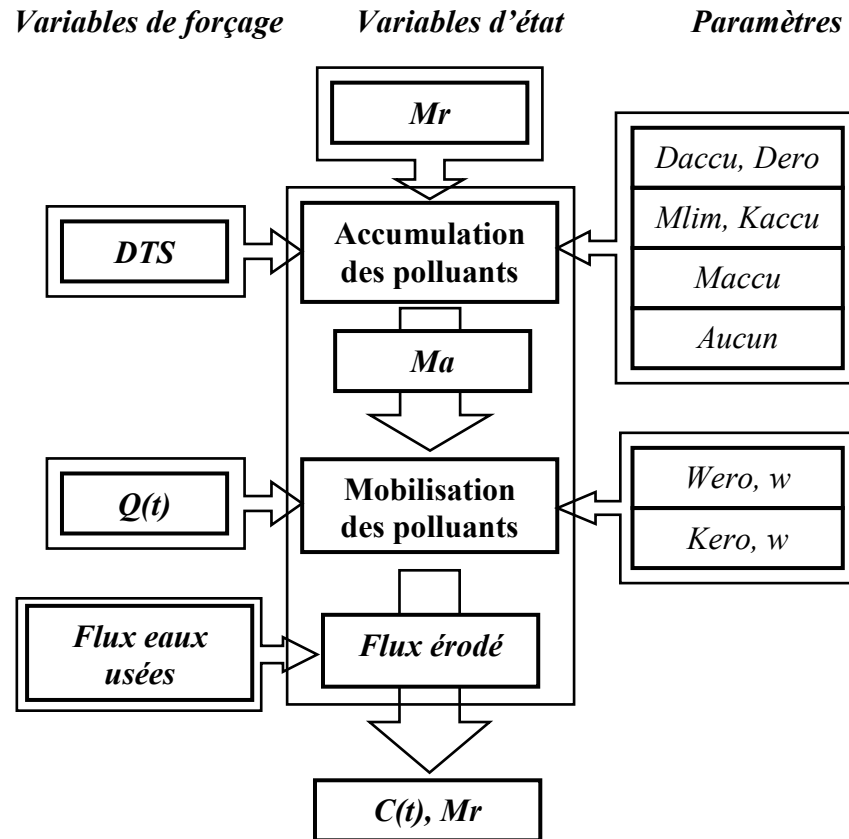 Variables de forçage
Variables d'état
Paramètres
Mr
Daccu, Dero
Mlim, Kaccu
Maccu
Aucun
DTS
Accumulation
des polluants
Ma
Q(t)
Mobilisation
des polluants
Wero, w
Kero, w
Flux eaux
usées
Flux érodé
C(t), Mr